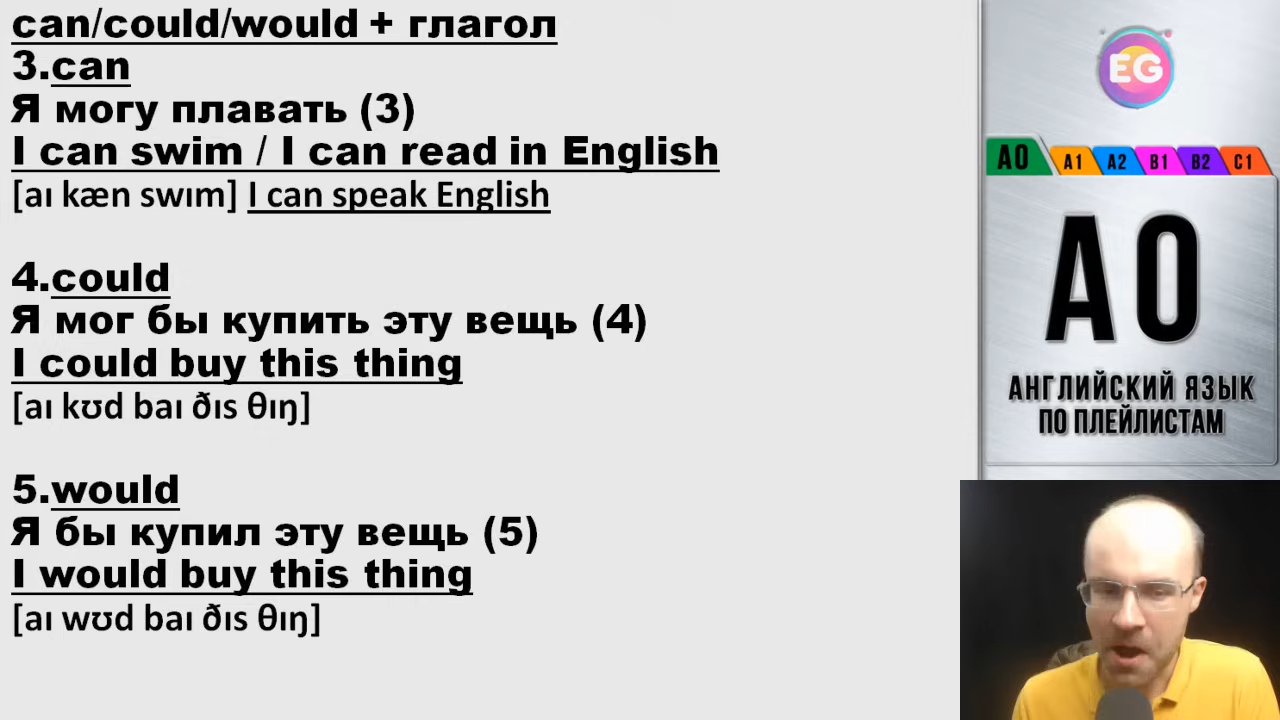 can/could/would + глагол
3.can
Я могу плавать (3)
I can swim / I can read in English
[aɪ kæn swɪm] I can speak English
4.could
Я мог бы купить эту вещь (4)
I could buy this thing
[aɪ kʊd baɪ ðɪs θɪŋ]
5.would
Я бы купил эту вещь (5)
I would buy this thing
[aɪ wʊd baɪ ðɪs θɪŋ]
EG
A0 A1 A2 B1 B2 C1
A0
АНГЛИЙСКИЙ ЯЗЫК
ПО ПЛЕЙЛИСТАМ